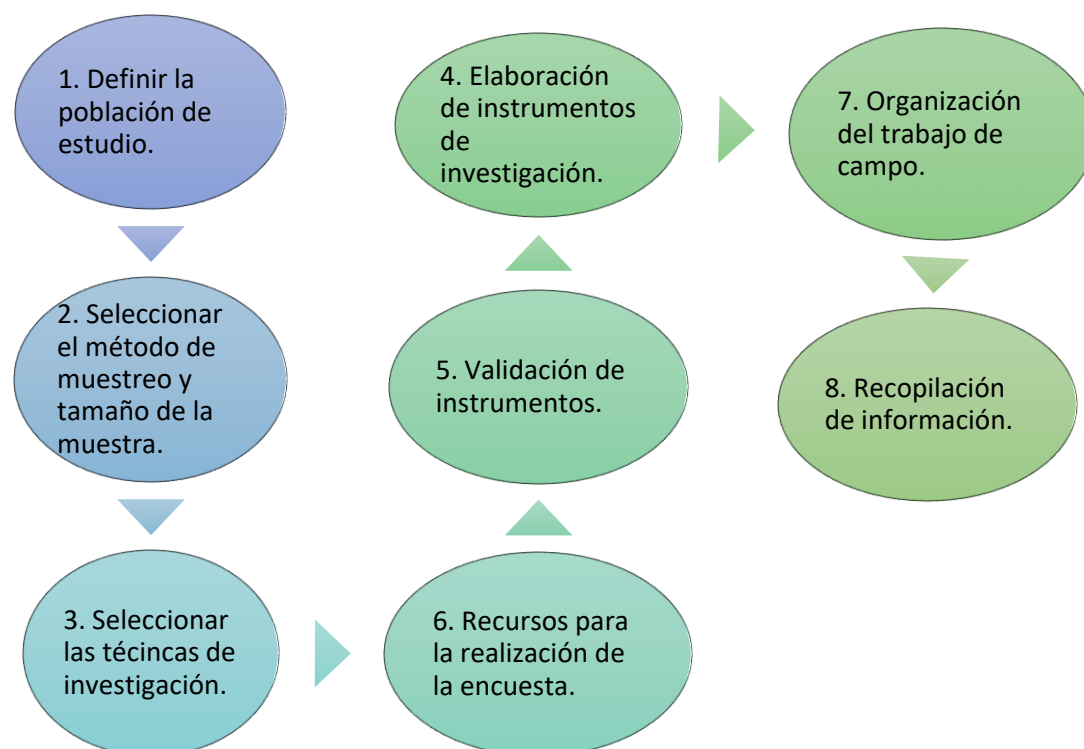 1. Definir la
población de
estudio.
2. Seleccionar
el método de
muestreo y
tamaño de la
muestra.
3. Seleccionar
las técincas de
investigación.
4. Elaboración
de instrumentos
de
investigación.
5. Validación de
instrumentos.
6. Recursos para
la realización de
la encuesta.
7. Organización
del trabajo de
campo.
8. Recopilación
de información.